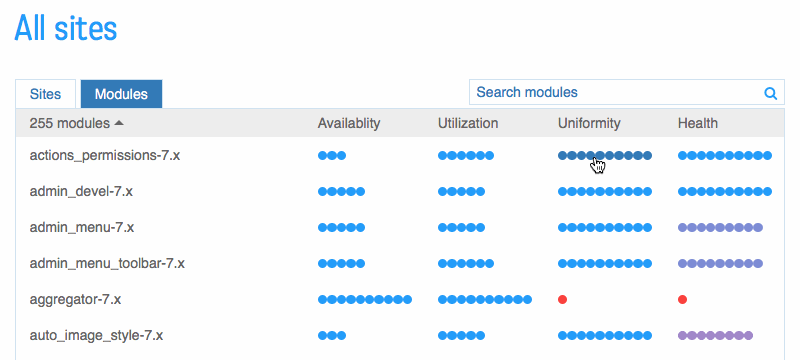 All sites
Sites Modules Search modules
255 modules Availablity Utilization Uniformity Health
actions_permissions-7.x
admin_devel-7.x
admin_menu-7.x
admin_menu_toolbar-7.x
aggregator-7.x
auto_image_style-7.x